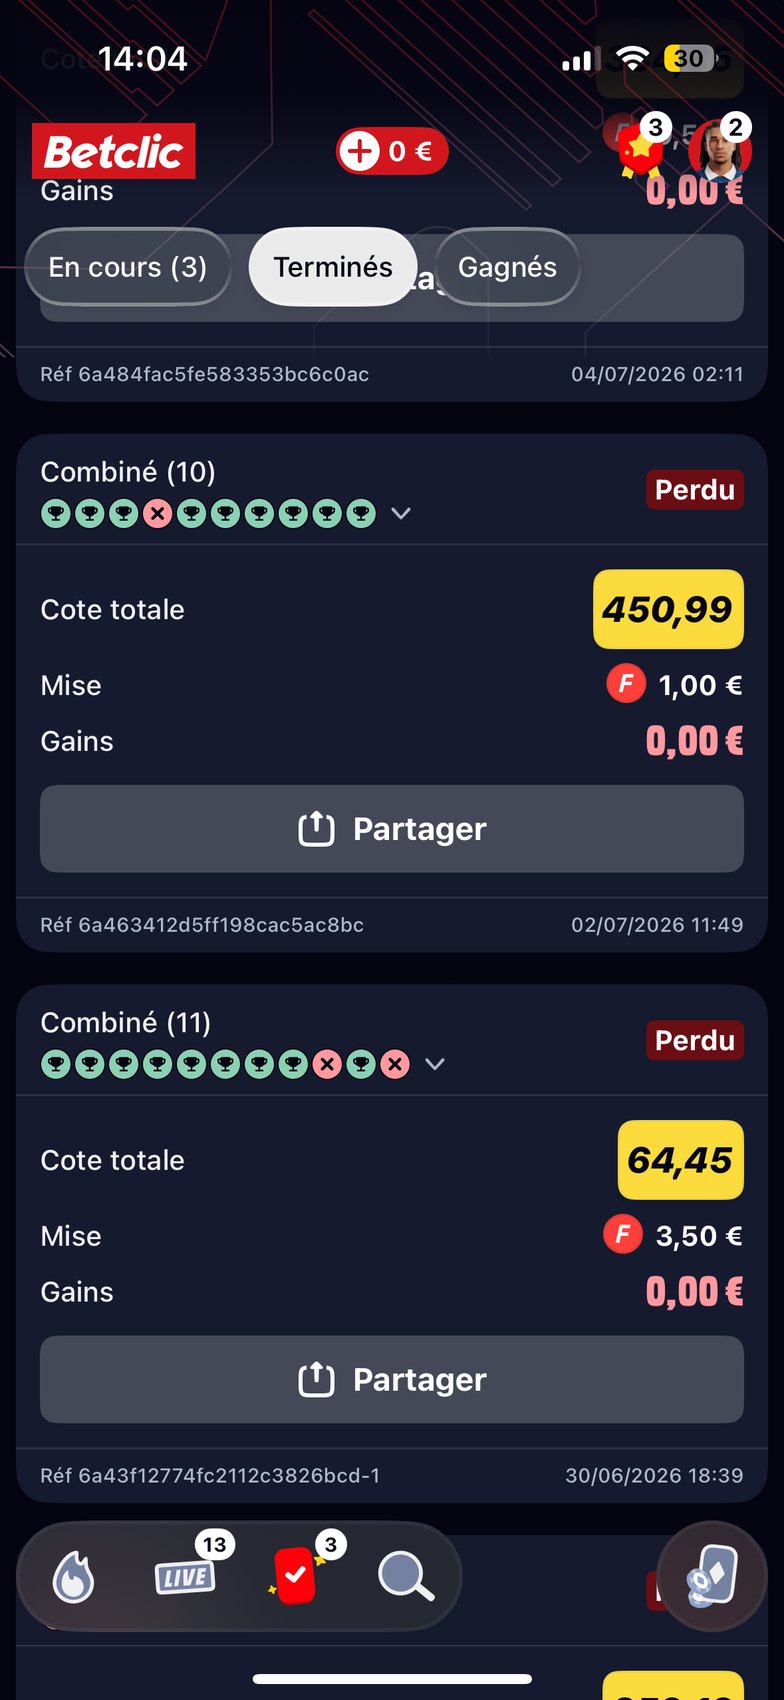 14:04
30
Betclic
0 €
3
2
Gains
0,00 €
En cours (3)
Terminés
Gagnés
Réf 6a484fac5fe583353bc6c0ac
04/07/2026 02:11
Combiné (10)
Perdu
Cote totale
450,99
Mise
F 1,00 €
Gains
0,00 €
Partager
Réf 6a463412d5ff198cac5ac8bc
02/07/2026 11:49
Combiné (11)
Perdu
Cote totale
64,45
Mise
F 3,50 €
Gains
0,00 €
Partager
Réf 6a43f12774fc2112c3826bcd-1
30/06/2026 18:39
13
LIVE
3